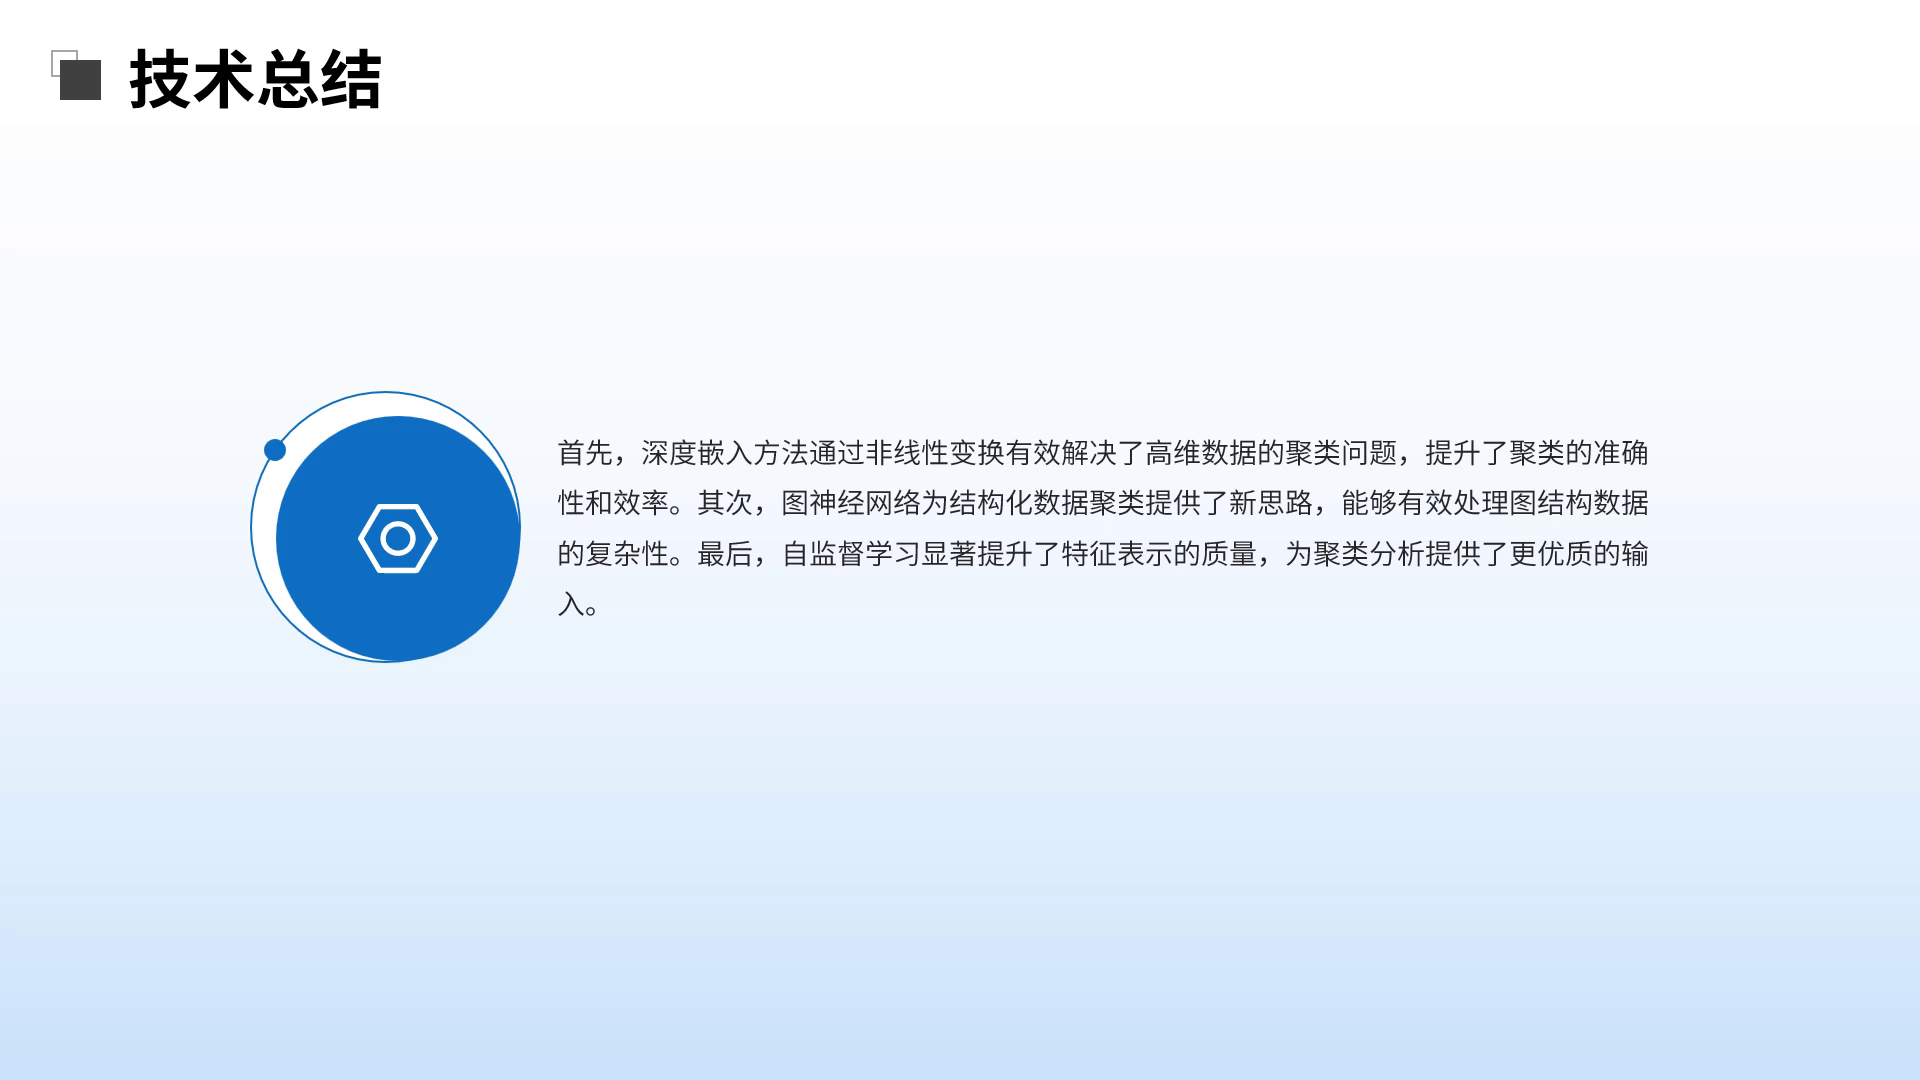 技术总结
首先，深度嵌入方法通过非线性变换有效解决了高维数据的聚类问题，提升了聚类的准确
性和效率。其次，图神经网络为结构化数据聚类提供了新思路，能够有效处理图结构数据
的复杂性。最后，自监督学习显著提升了特征表示的质量，为聚类分析提供了更优质的输
入。